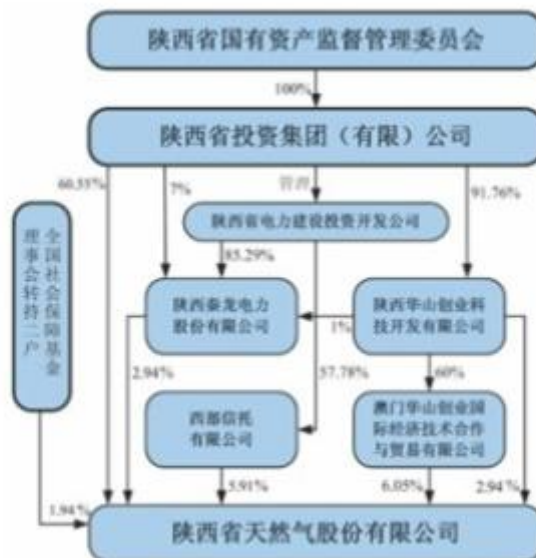 陕西省国有资产监督管理委员会
100%
陕西省投资集团（有限）公司
60.55%
7%
管理
91.76%
陕西省电力建设投资开发公司
85.29%
全国社会保障基金
理事会转持二户
陕西秦龙电力
股份有限公司
1%
陕西华山创业科
技开发有限公司
2.94%
57.78%
60%
西部信托
有限公司
澳门华山创业国
际经济技术合作
与贸易有限公司
1.94%
5.91%
6.05%
2.94%
陕西省天然气股份有限公司